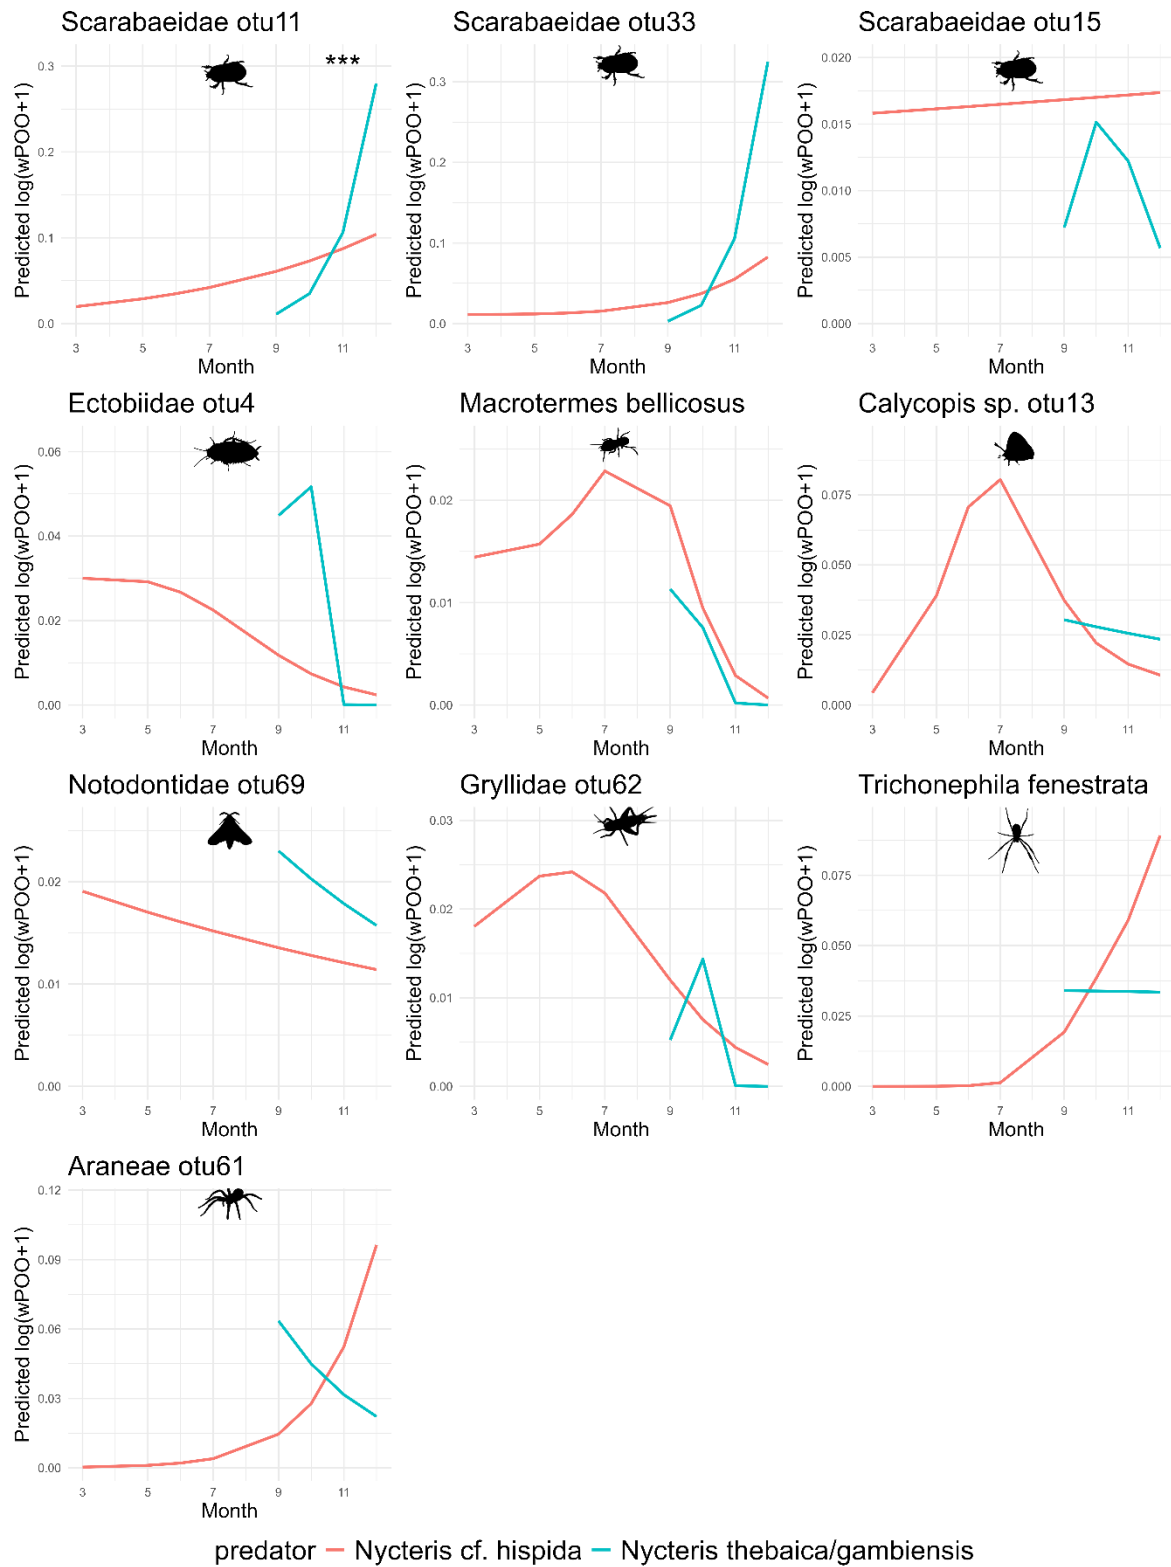 Scarabaeidae otu11
Scarabaeidae otu33
Scarabaeidae otu15
Predicted log(wPOO+1)
0.3
0.2
0.1
0.0
***
3 5 7 9 11
Month
Predicted log(wPOO+1)
0.3
0.2
0.1
0.0
3 5 7 9 11
Month
Predicted log(wPOO+1)
0.020
0.015
0.010
0.005
0.000
3 5 7 9 11
Month
Ectobiidae otu4
Macrotermes bellicosus
Calycopis sp. otu13
Predicted log(wPOO+1)
0.06
0.04
0.02
0.00
3 5 7 9 11
Month
Predicted log(wPOO+1)
0.02
0.01
0.00
3 5 7 9 11
Month
Predicted log(wPOO+1)
0.075
0.050
0.025
0.000
3 5 7 9 11
Month
Notodontidae otu69
Gryllidae otu62
Trichonephila fenestrata
Predicted log(wPOO+1)
0.02
0.01
0.00
3 5 7 9 11
Month
Predicted log(wPOO+1)
0.03
0.02
0.01
0.00
3 5 7 9 11
Month
Predicted log(wPOO+1)
0.075
0.050
0.025
0.000
3 5 7 9 11
Month
Araneae otu61
Predicted log(wPOO+1)
0.12
0.09
0.06
0.03
0.00
3 5 7 9 11
Month
predator Nycteris cf. hispida Nycteris thebaica/gambiensis